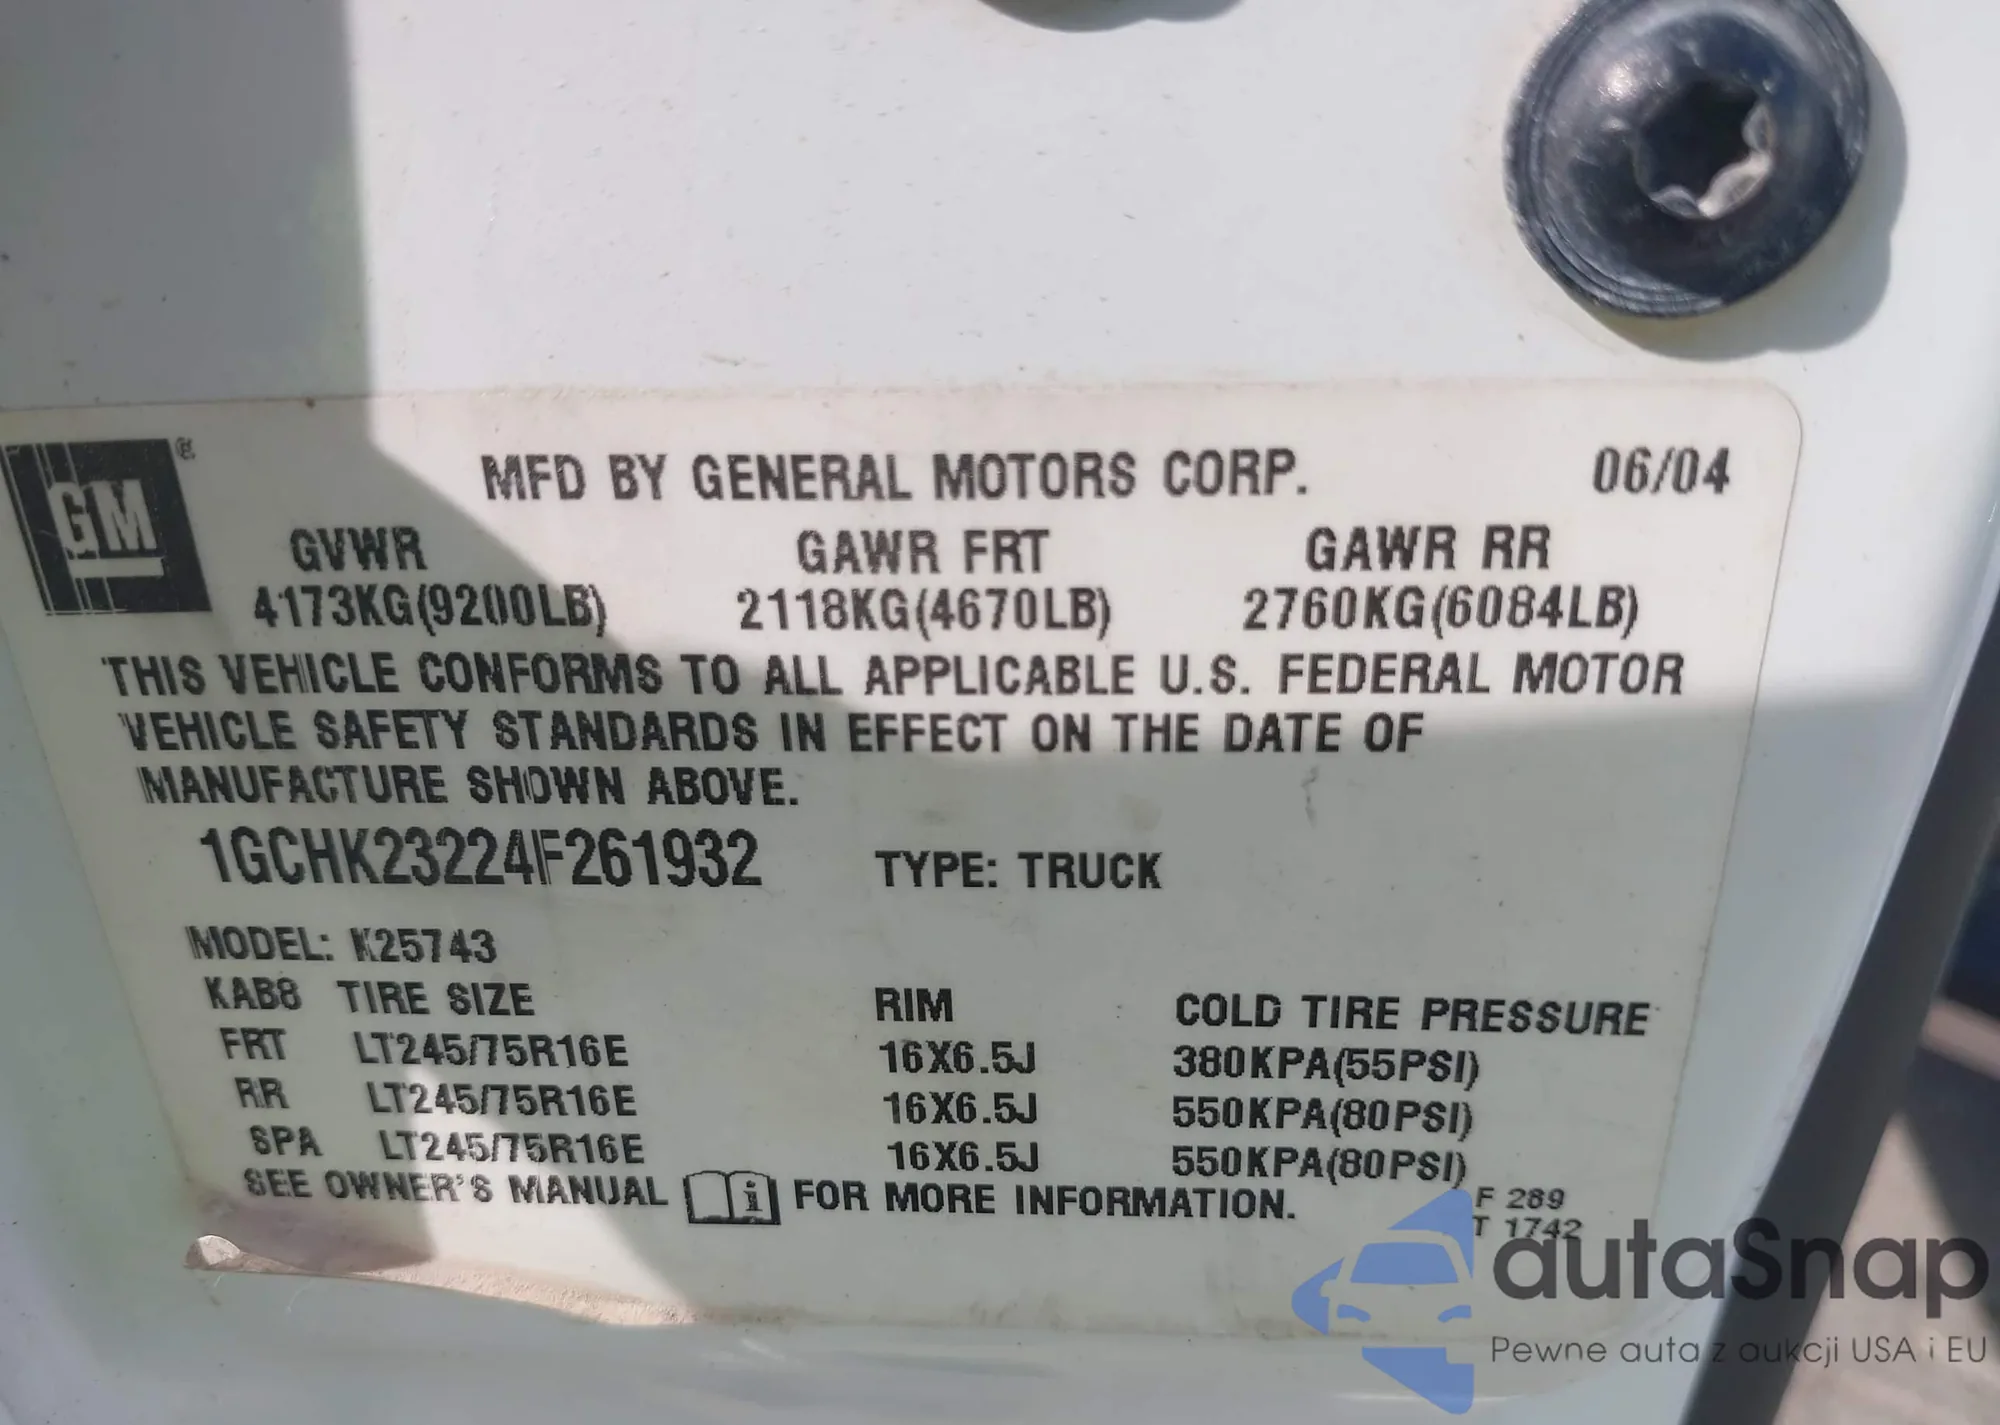 GM®
MFD BY GENERAL MOTORS CORP. 06/04
GVWR GAWR FRT GAWR RR
4173KG(9200LB) 2118KG(4670LB) 2760KG(6084LB)
THIS VEHICLE CONFORMS TO ALL APPLICABLE U.S. FEDERAL MOTOR
VEHICLE SAFETY STANDARDS IN EFFECT ON THE DATE OF
MANUFACTURE SHOWN ABOVE.
1GCHK23224F261932 TYPE: TRUCK
MODEL: K25743
KAB8 TIRE SIZE RIM COLD TIRE PRESSURE
FRT LT245/75R16E 16X6.5J 380KPA(55PSI)
RR LT245/75R16E 16X6.5J 550KPA(80PSI)
SPA LT245/75R16E 16X6.5J 550KPA(80PSI)
SEE OWNER'S MANUAL i FOR MORE INFORMATION.
F 289
T 1742
autaSnap
Pewne auta z aukcji USA i EU